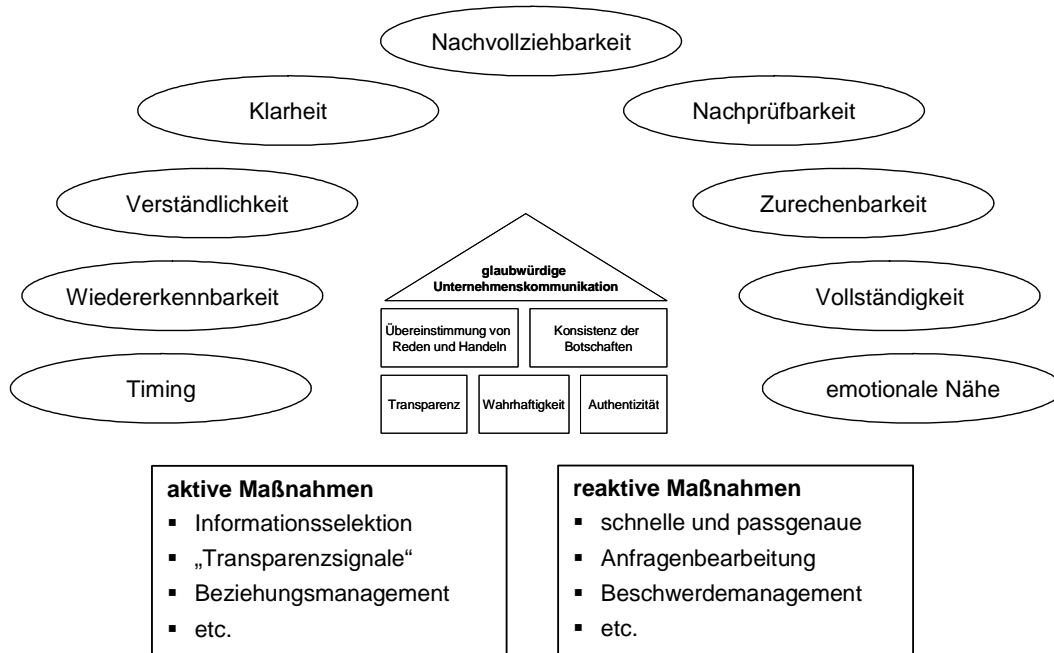 Nachvollziehbarkeit
Klarheit
Nachprüfbarkeit
Verständlichkeit
Zurechenbarkeit
glaubwürdige
Unternehmenskommunikation
Wiedererkennbarkeit
Vollständigkeit
Übereinstimmung von
Reden und Handeln
Konsistenz der
Botschaften
Timing
emotionale Nähe
Transparenz
Wahrhaftigkeit
Authentizität
aktive Maßnahmen
▪ Informationsselektion
▪ „Transparenzsignale“
▪ Beziehungsmanagement
▪ etc.
reaktive Maßnahmen
▪ schnelle und passgenaue
▪ Anfragenbearbeitung
▪ Beschwerdemanagement
▪ etc.